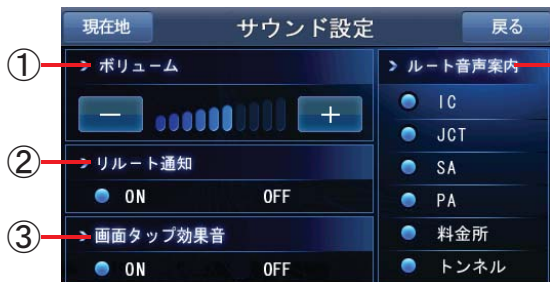 現在地 サウンド設定 戻る
① ボリューム
− +
② リルート通知
ON OFF
③ 画面タップ効果音
ON OFF
ルート音声案内
IC
JCT
SA
PA
料金所
トンネル